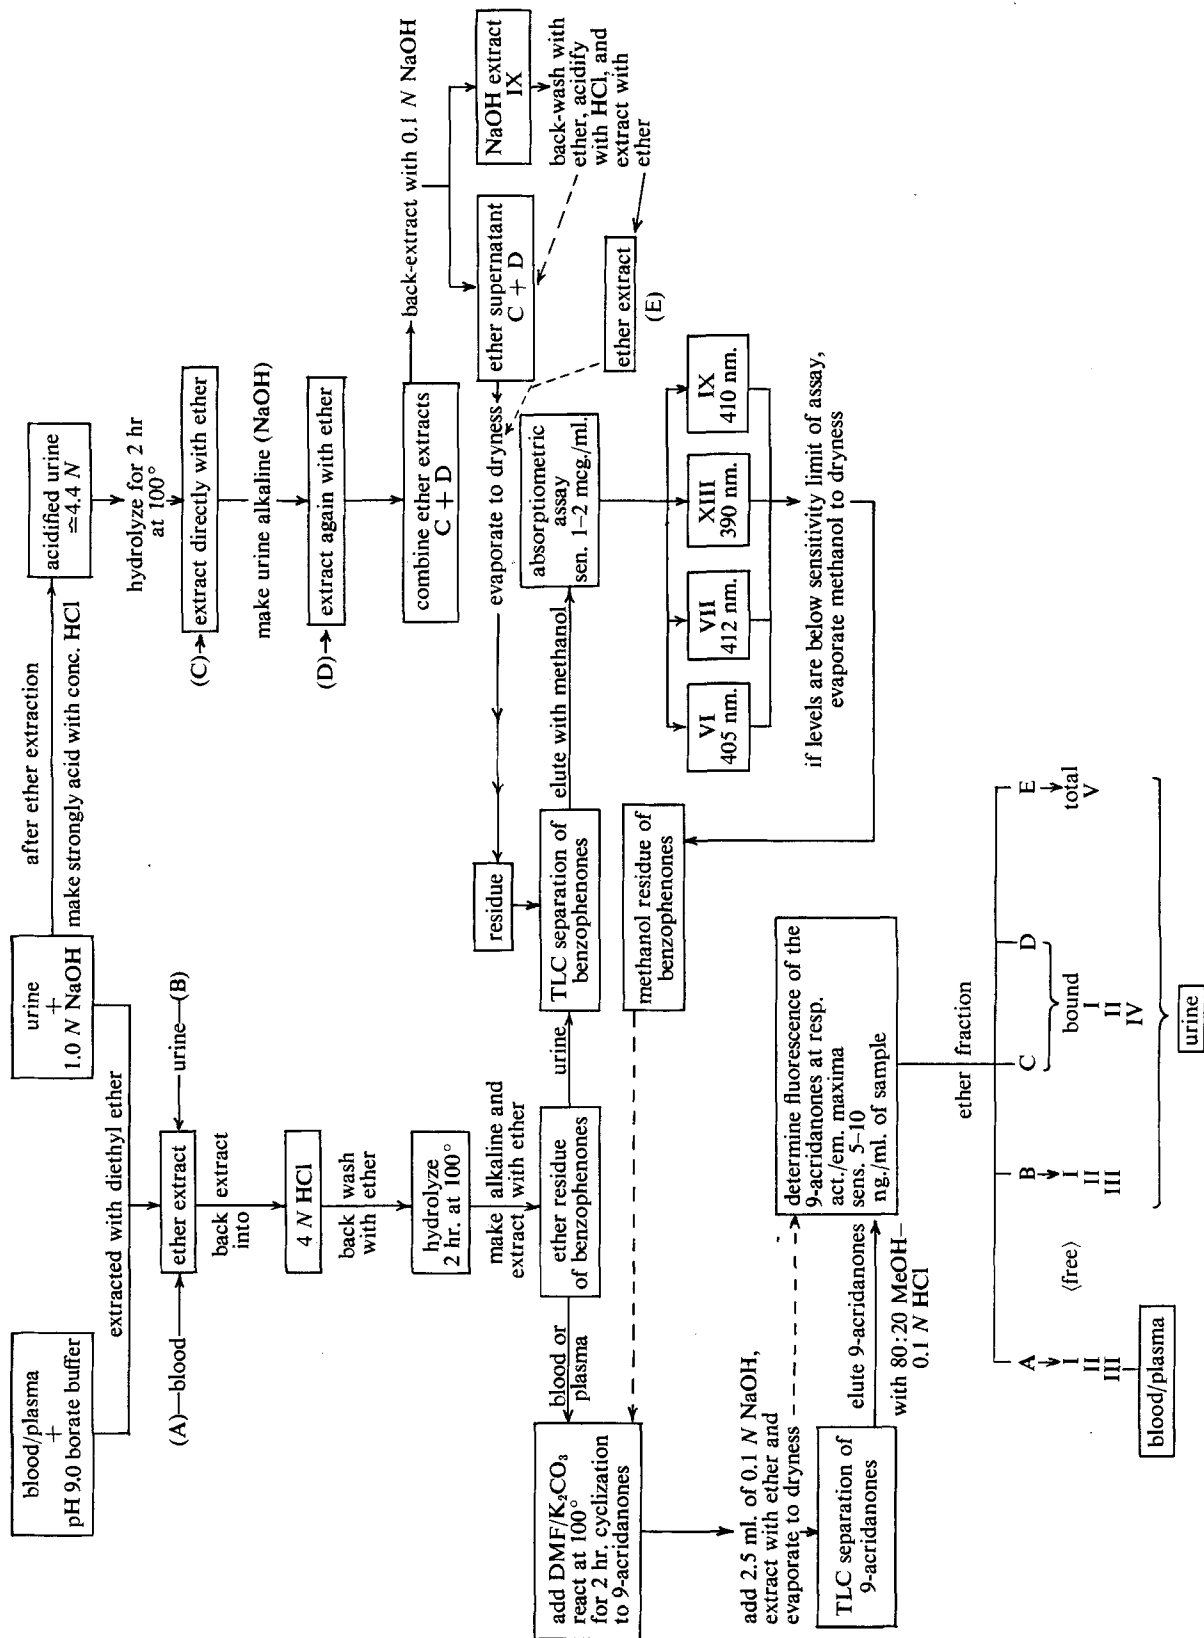 blood/plasma
+
pH 9.0 borate buffer
urine
+
1.0 N NaOH
after ether extraction
make strongly acid with conc. HCl
acidified urine
≅4.4 N
extracted with diethyl ether
hydrolyze for 2 hr
at 100°
(A)—blood
ether extract
urine—(B)
(C)→
extract directly with ether
back extract
into
make urine alkaline (NaOH)
4 N HCl
(D)→
extract again with ether
back wash
with ether
hydrolyze
2 hr. at 100°
combine ether extracts
C + D
back-extract with 0.1 N NaOH
make alkaline and
extract with ether
residue
evaporate to dryness
ether supernatant
C + D
NaOH extract
IX
blood or
plasma
ether residue
of benzophenones
urine
TLC separation of
benzophenones
elute with methanol
absorptiometric
assay
sen. 1–2 mcg./ml.
back-wash with
ether, acidify
with HCl, and
extract with
ether
ether extract
(E)
add DMF/K₂CO₃
react at 100°
for 2 hr. cyclization
to 9-acridanones
methanol residue of
benzophenones
VI
405 nm.
VII
412 nm.
XIII
390 nm.
IX
410 nm.
if levels are below sensitivity limit of assay,
evaporate methanol to dryness
add 2.5 ml. of 0.1 N NaOH,
extract with ether and
evaporate to dryness
determine fluorescence of the
9-acridanones at resp.
act./em. maxima
sens. 5–10
ng./ml. of sample
TLC separation of
9-acridanones
elute 9-acridanones
with 80:20 MeOH–
0.1 N HCl
ether fraction
A
B
C
D
E
I
II
III
⟨free⟩
I
II
III
bound
I
II
IV
total
V
blood/plasma
urine